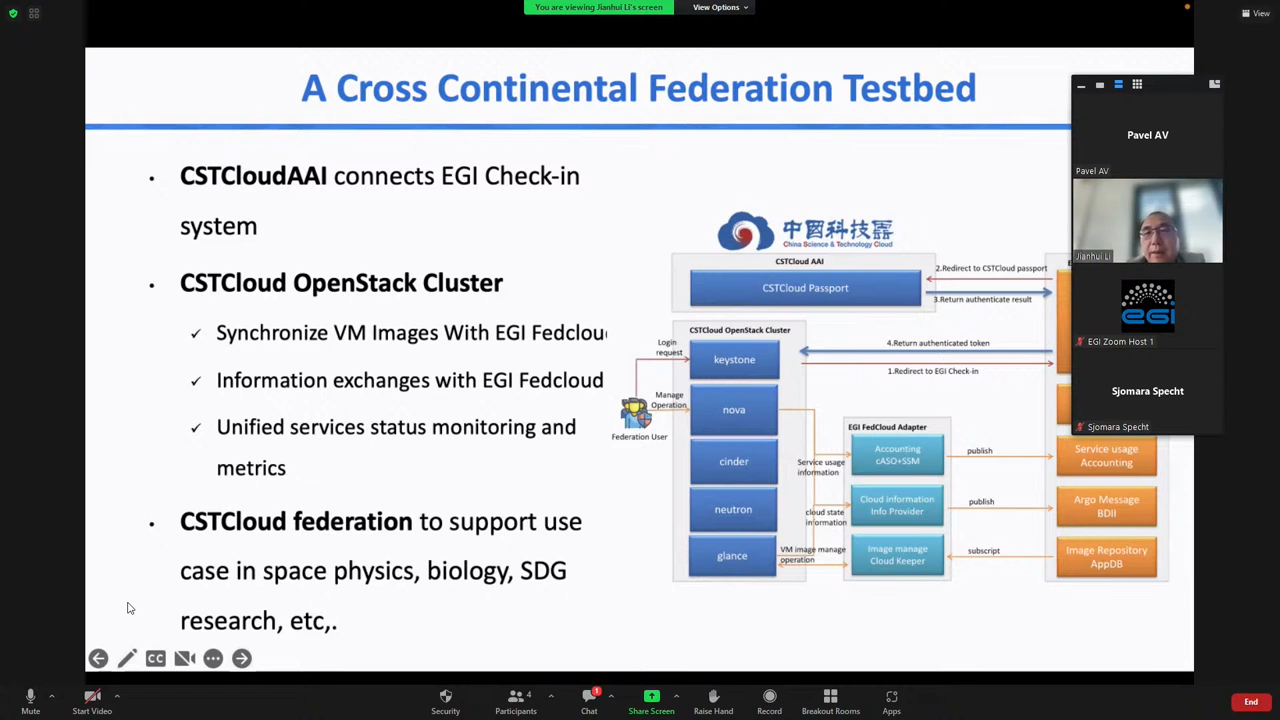 You are viewing Jianhui Li's screen
View Options
View
A Cross Continental Federation Testbed
• CSTCloudAAI connects EGI Check-in
system
• CSTCloud OpenStack Cluster
✓ Synchronize VM Images With EGI Fedclou
✓ Information exchanges with EGI Fedcloud
✓ Unified services status monitoring and
metrics
• CSTCloud federation to support use
case in space physics, biology, SDG
research, etc,.
China Science & Technology Cloud
CSTCloud AAI
CSTCloud Passport
2.Redirect to CSTCloud passport
3.Return authenticate result
CSTCloud OpenStack Cluster
Login
request
keystone
4.Return authenticated token
1.Redirect to EGI Check-in
Manage
Operation
nova
Federation User
cinder
neutron
glance
EGI FedCloud Adapter
Accounting
cASO+SSM
Cloud information
Info Provider
Image manage
Cloud Keeper
Service usage
information
cloud state
information
VM image manage
operation
publish
publish
subscript
Service usage
Accounting
Argo Message
BDII
Image Repository
AppDB
Pavel AV
Pavel AV
Jianhui Li
egi
EGI Zoom Host 1
Sjomara Specht
Sjomara Specht
CC
Mute
Start Video
Security
Participants
4
Chat
1
Share Screen
Raise Hand
Record
Breakout Rooms
Apps
End